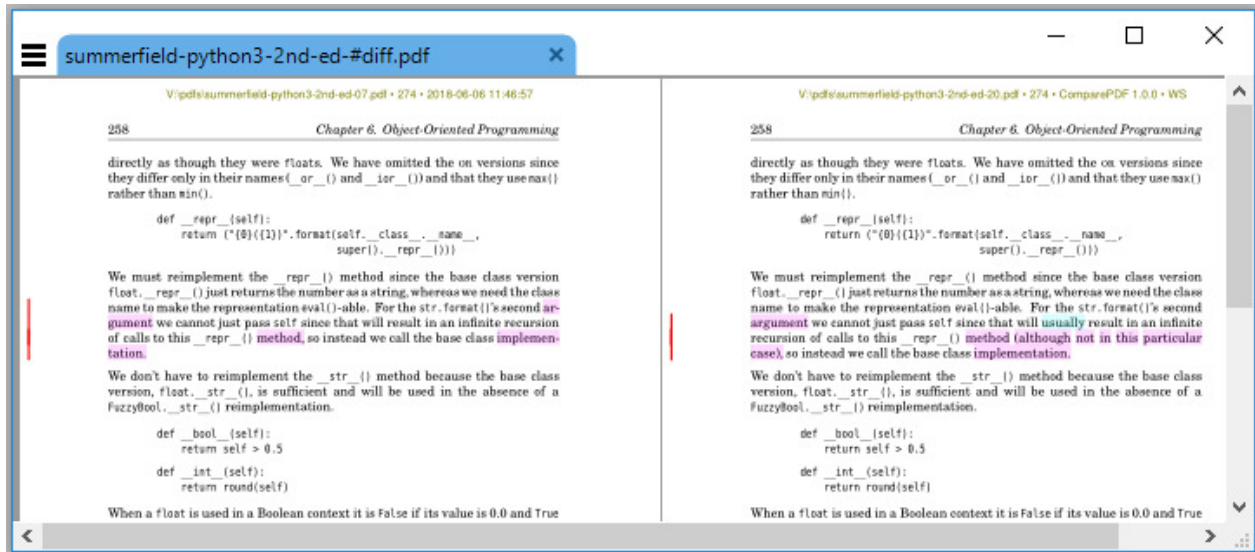 summerfield-python3-2nd-ed-#diff.pdf
V:\pdfs\summerfield-python3-2nd-ed-07.pdf • 274 • 2018-06-06 11:46:57
258 Chapter 6. Object-Oriented Programming
directly as though they were floats. We have omitted the on versions since
they differ only in their names (__or__() and __ior__()) and that they use max()
rather than min().
def __repr__(self):
return ("{0}({1})".format(self.__class__.__name__,
super().__repr__()))
We must reimplement the __repr__() method since the base class version
float.__repr__() just returns the number as a string, whereas we need the class
name to make the representation eval()-able. For the str.format()'s second ar-
gument we cannot just pass self since that will result in an infinite recursion
of calls to this __repr__() method, so instead we call the base class implemen-
tation.
We don't have to reimplement the __str__() method because the base class
version, float.__str__(), is sufficient and will be used in the absence of a
FuzzyBool.__str__() reimplementation.
def __bool__(self):
return self > 0.5
def __int__(self):
return round(self)
When a float is used in a Boolean context it is False if its value is 0.0 and True
V:\pdfs\summerfield-python3-2nd-ed-20.pdf • 274 • ComparePDF 1.0.0 • WS
258 Chapter 6. Object-Oriented Programming
directly as though they were floats. We have omitted the on versions since
they differ only in their names (__or__() and __ior__()) and that they use max()
rather than min().
def __repr__(self):
return ("{0}({1})".format(self.__class__.__name__,
super().__repr__()))
We must reimplement the __repr__() method since the base class version
float.__repr__() just returns the number as a string, whereas we need the class
name to make the representation eval()-able. For the str.format()'s second
argument we cannot just pass self since that will usually result in an infinite
recursion of calls to this __repr__() method (although not in this particular
case), so instead we call the base class implementation.
We don't have to reimplement the __str__() method because the base class
version, float.__str__(), is sufficient and will be used in the absence of a
FuzzyBool.__str__() reimplementation.
def __bool__(self):
return self > 0.5
def __int__(self):
return round(self)
When a float is used in a Boolean context it is False if its value is 0.0 and True